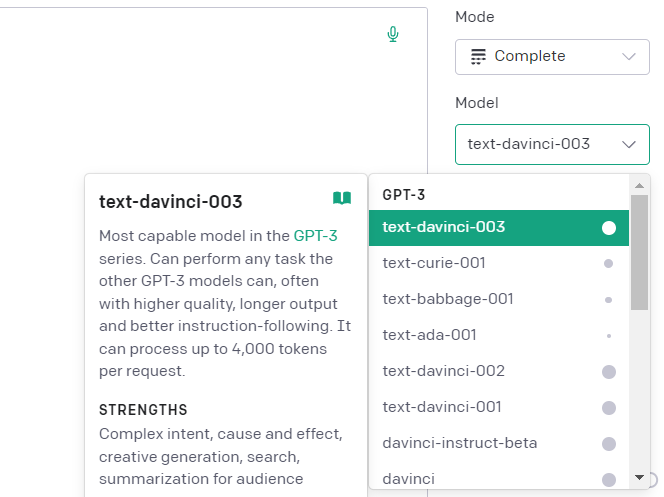 Mode
Complete
Model
text-davinci-003
text-davinci-003
Most capable model in the GPT-3
series. Can perform any task the
other GPT-3 models can, often
with higher quality, longer output
and better instruction-following. It
can process up to 4,000 tokens
per request.
STRENGTHS
Complex intent, cause and effect,
creative generation, search,
summarization for audience
GPT-3
text-davinci-003
text-curie-001
text-babbage-001
text-ada-001
text-davinci-002
text-davinci-001
davinci-instruct-beta
davinci